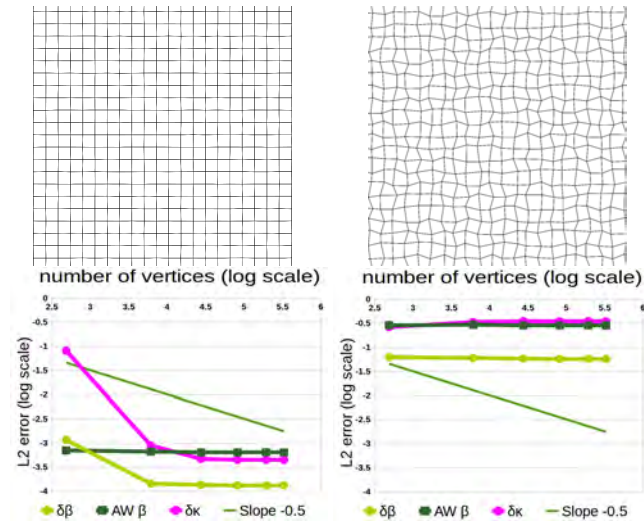 number of vertices (log scale)
0
2.5 3 3.5 4 4.5 5 5.5 6
-0.5
-1
-1.5
-2
-2.5
-3
-3.5
-4
L2 error (log scale)
δβ AW β δκ Slope -0.5
number of vertices (log scale)
0
2.5 3 3.5 4 4.5 5 5.5 6
-0.5
-1
-1.5
-2
-2.5
-3
-3.5
-4
L2 error (log scale)
δβ AW β δκ Slope -0.5